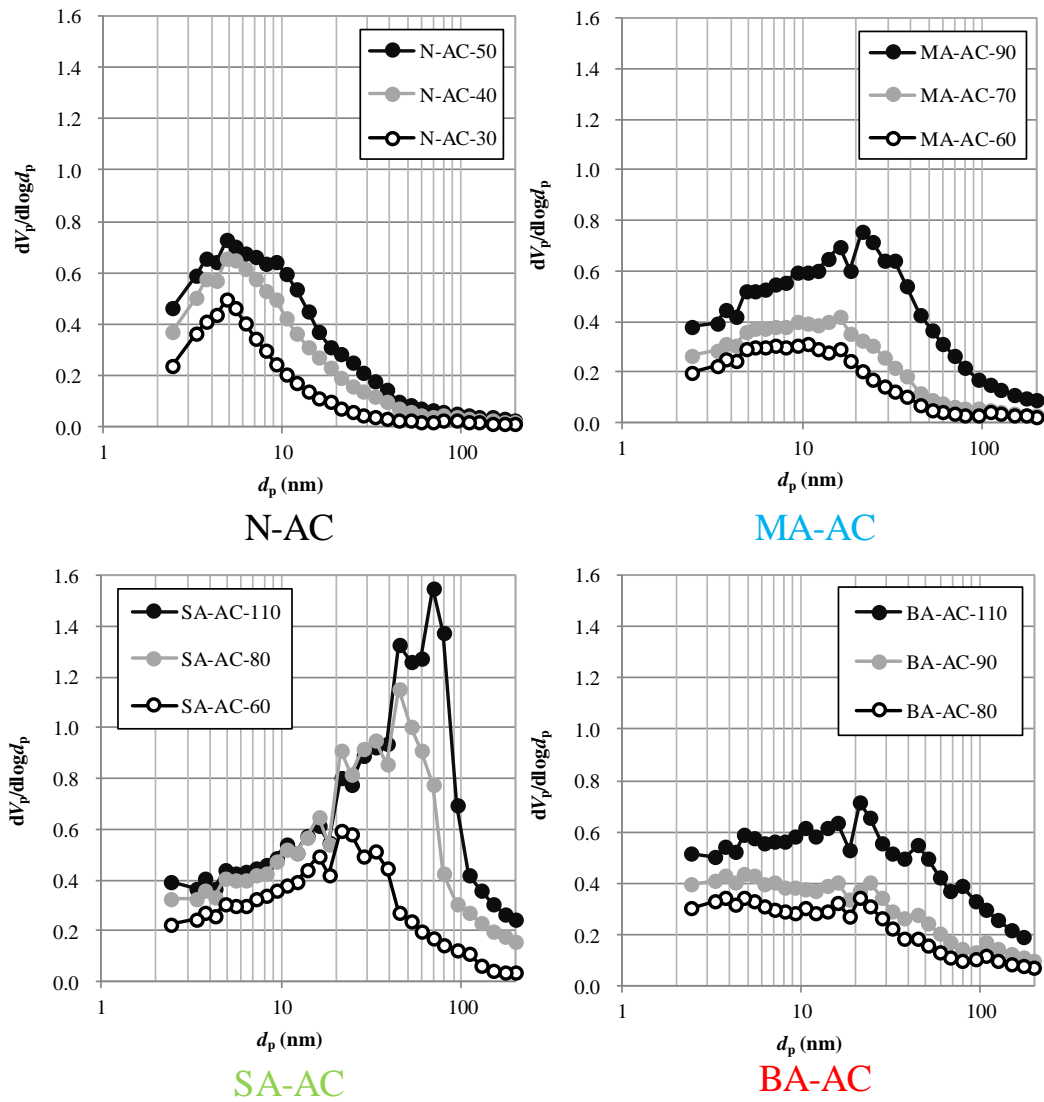 1.6
1.4
1.2
1.0
0.8
0.6
0.4
0.2
0.0
dVp/dlogdp
N-AC-50
N-AC-40
N-AC-30
1 10 100
dp (nm)
N-AC
1.6
1.4
1.2
1.0
0.8
0.6
0.4
0.2
0.0
dVp/dlogdp
MA-AC-90
MA-AC-70
MA-AC-60
1 10 100
dp (nm)
MA-AC
1.6
1.4
1.2
1.0
0.8
0.6
0.4
0.2
0.0
dVp/dlogdp
SA-AC-110
SA-AC-80
SA-AC-60
1 10 100
dp (nm)
SA-AC
1.6
1.4
1.2
1.0
0.8
0.6
0.4
0.2
0.0
dVp/dlogdp
BA-AC-110
BA-AC-90
BA-AC-80
1 10 100
dp (nm)
BA-AC